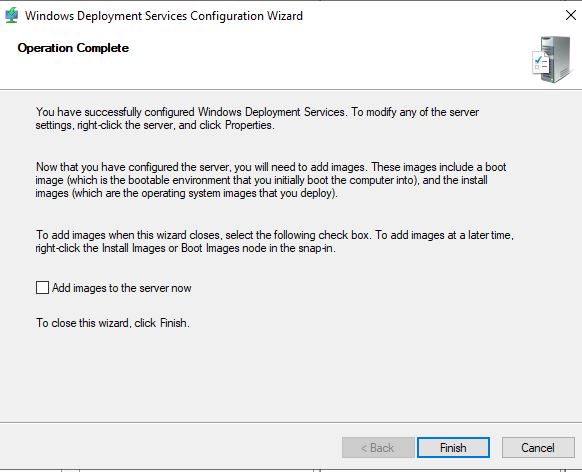 Windows Deployment Services Configuration Wizard
Operation Complete
You have successfully configured Windows Deployment Services. To modify any of the server
settings, right-click the server, and click Properties.
Now that you have configured the server, you will need to add images. These images include a boot
image (which is the bootable environment that you initially boot the computer into), and the install
images (which are the operating system images that you deploy).
To add images when this wizard closes, select the following check box. To add images at a later time,
right-click the Install Images or Boot Images node in the snap-in.
Add images to the server now
To close this wizard, click Finish.
< Back Finish Cancel